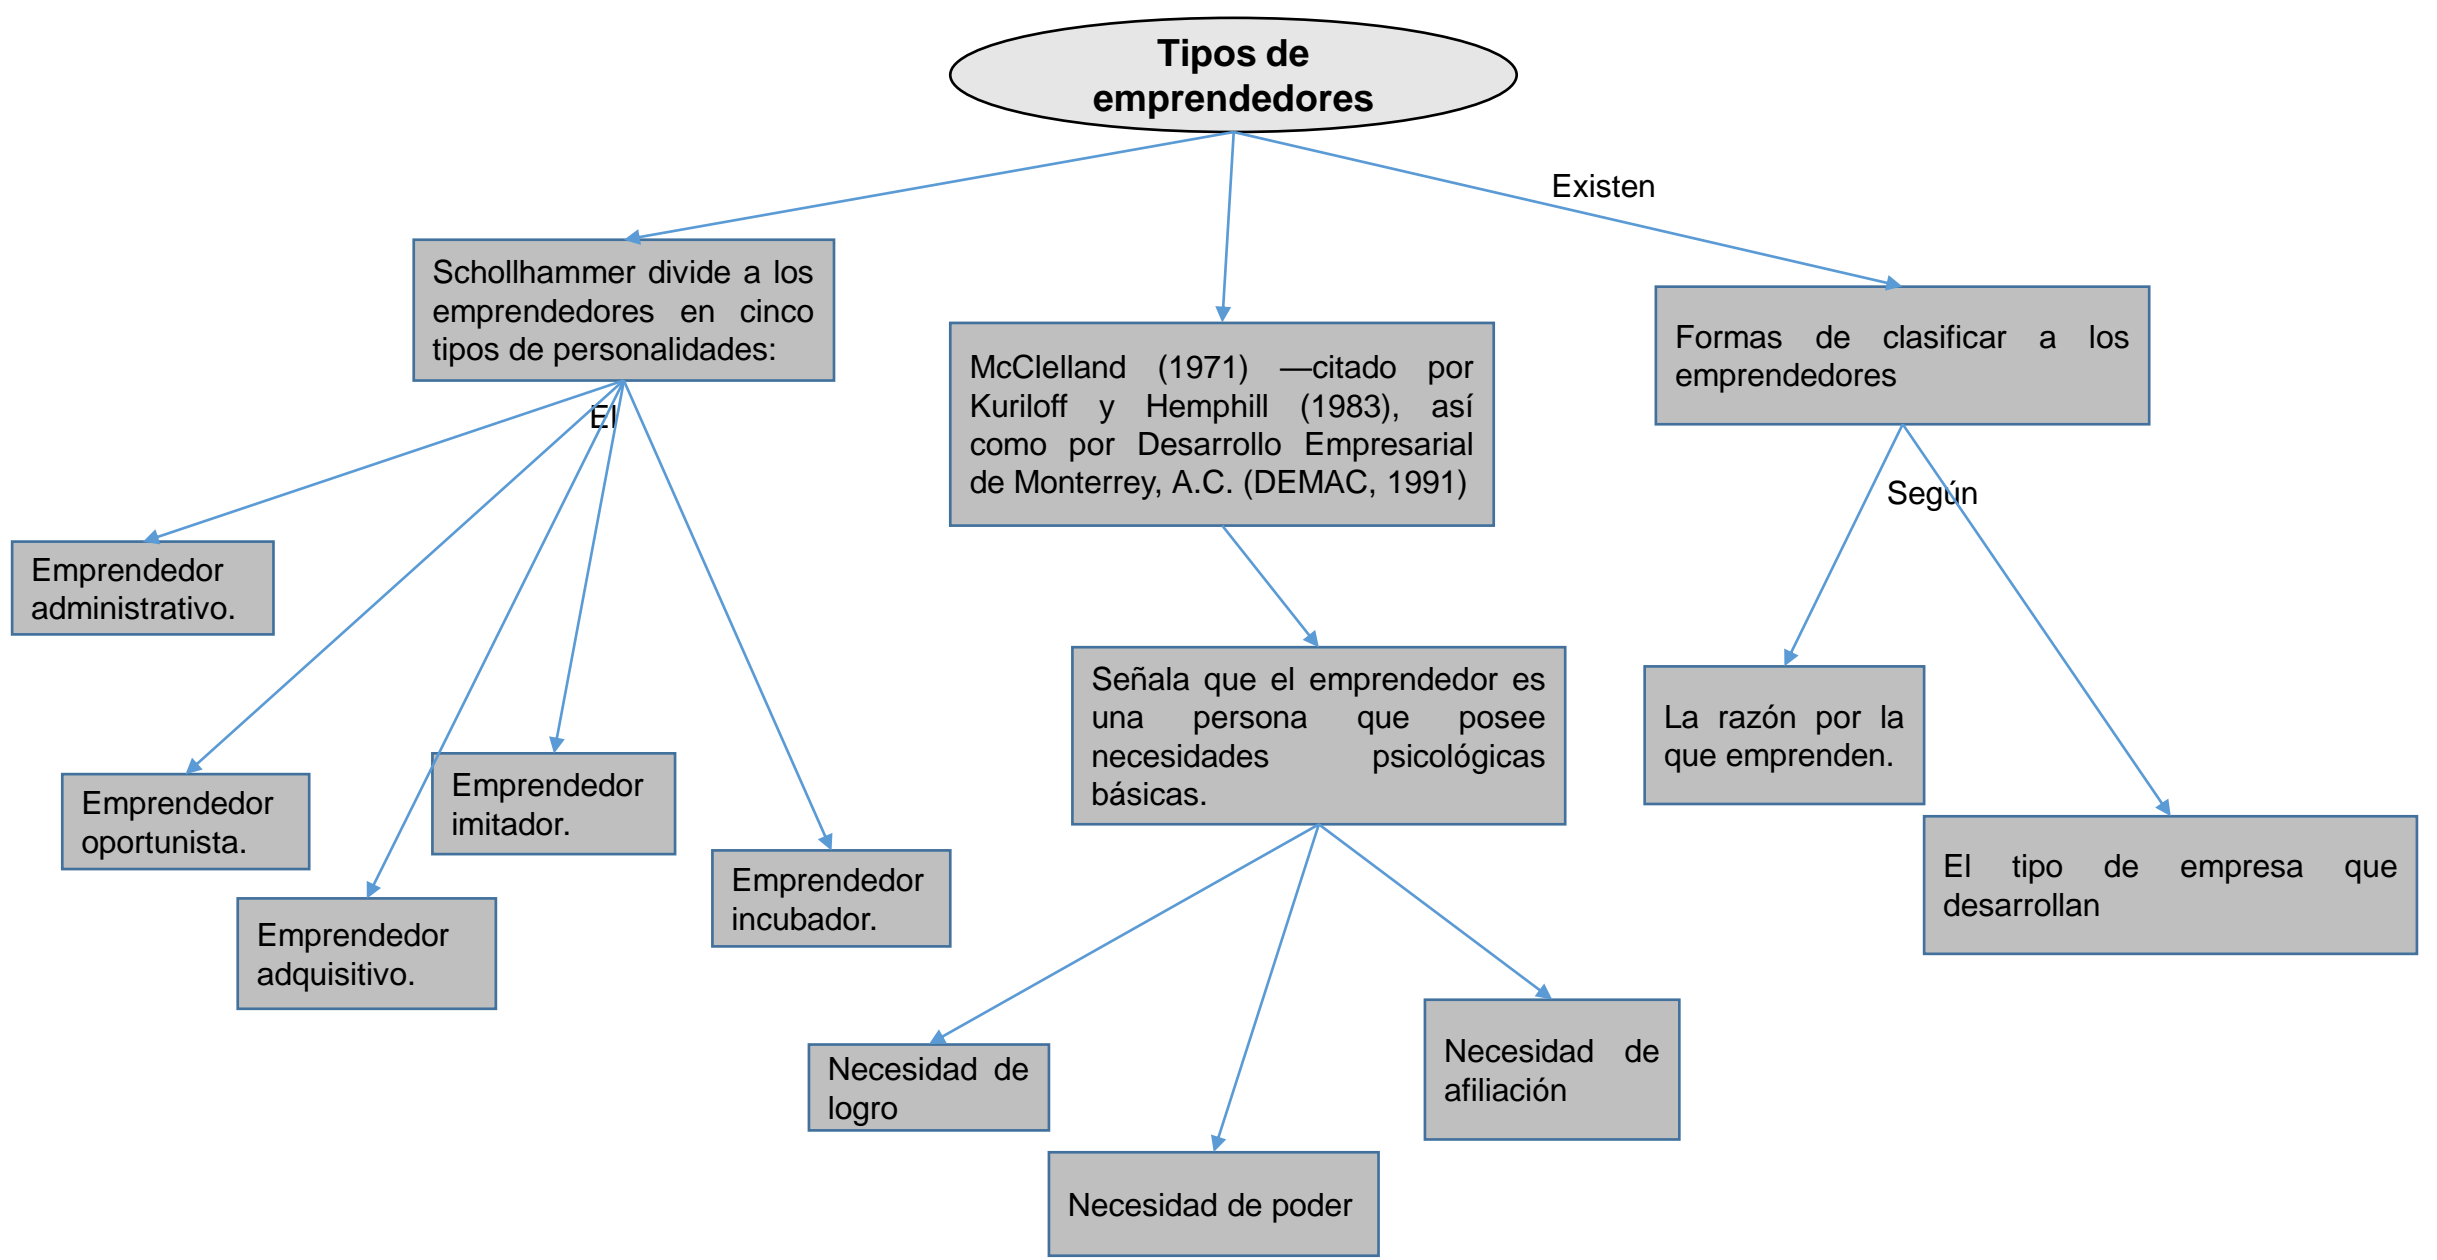 Tipos de
emprendedores
Existen
Schollhammer divide a los
emprendedores en cinco
tipos de personalidades:
McClelland (1971) —citado por
Kuriloff y Hemphill (1983), así
como por Desarrollo Empresarial
de Monterrey, A.C. (DEMAC, 1991)
Formas de clasificar a los
emprendedores
El
Según
Emprendedor
administrativo.
Emprendedor
oportunista.
Emprendedor
adquisitivo.
Emprendedor
imitador.
Emprendedor
incubador.
Señala que el emprendedor es
una persona que posee
necesidades psicológicas
básicas.
La razón por la
que emprenden.
El tipo de empresa que
desarrollan
Necesidad de
logro
Necesidad de poder
Necesidad de
afiliación